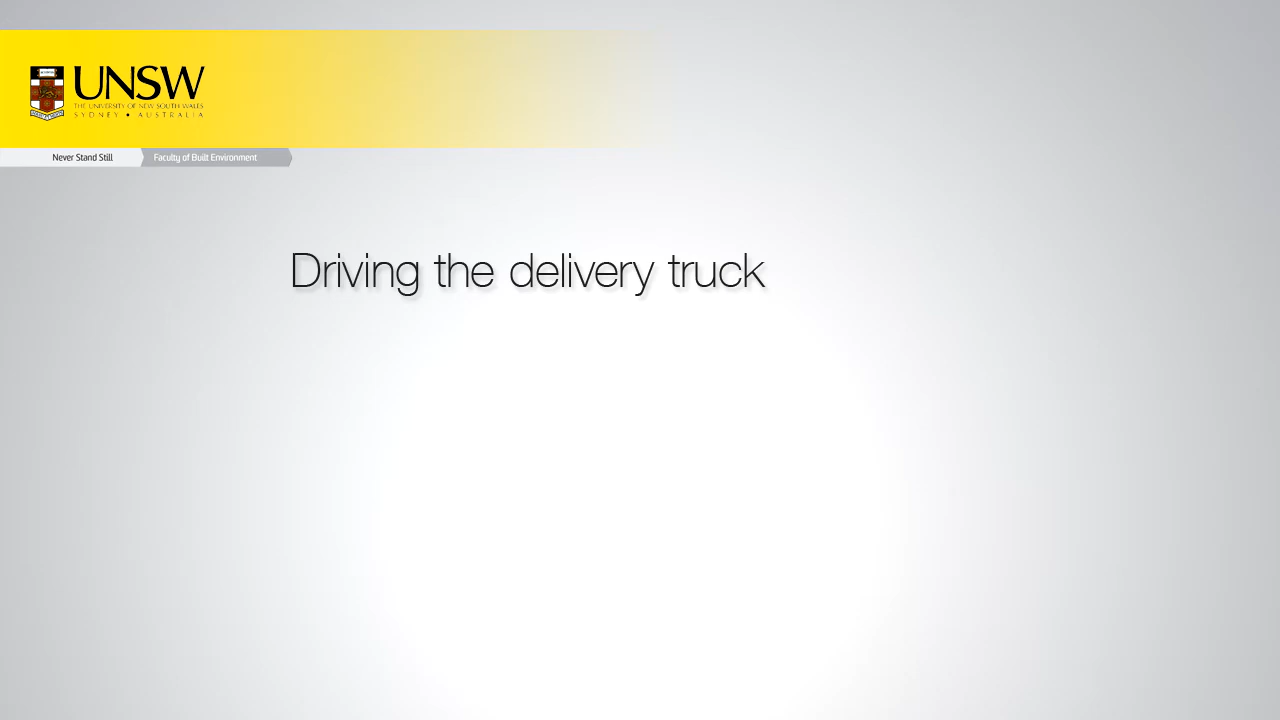 UNSW
THE UNIVERSITY OF NEW SOUTH WALES
SYDNEY • AUSTRALIA
Never Stand Still
Faculty of Built Environment
Driving the delivery truck